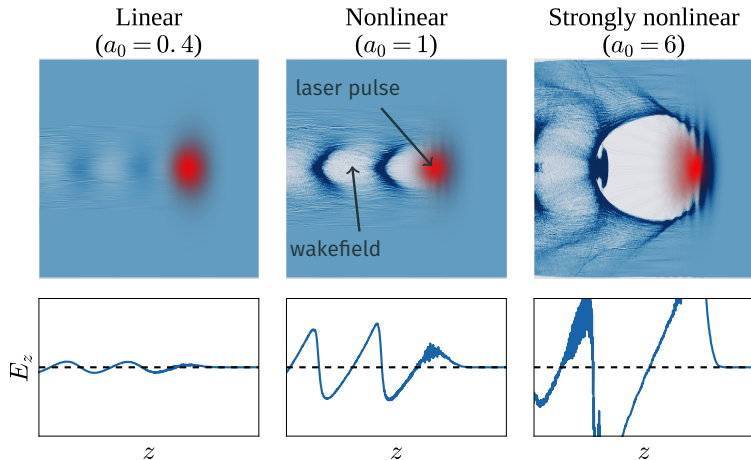 Linear
(a₀ = 0.4)
Nonlinear
(a₀ = 1)
Strongly nonlinear
(a₀ = 6)
laser pulse
wakefield
E_z
z
z
z